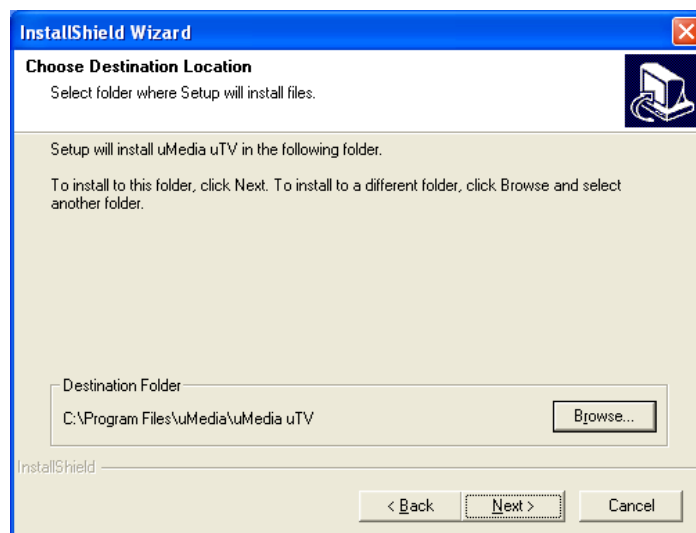 InstallShield Wizard
Choose Destination Location
Select folder where Setup will install files.
Setup will install uMedia uTV in the following folder.
To install to this folder, click Next. To install to a different folder, click Browse and select
another folder.
Destination Folder
C:\Program Files\uMedia\uMedia uTV
Browse...
InstallShield
< Back
Next >
Cancel